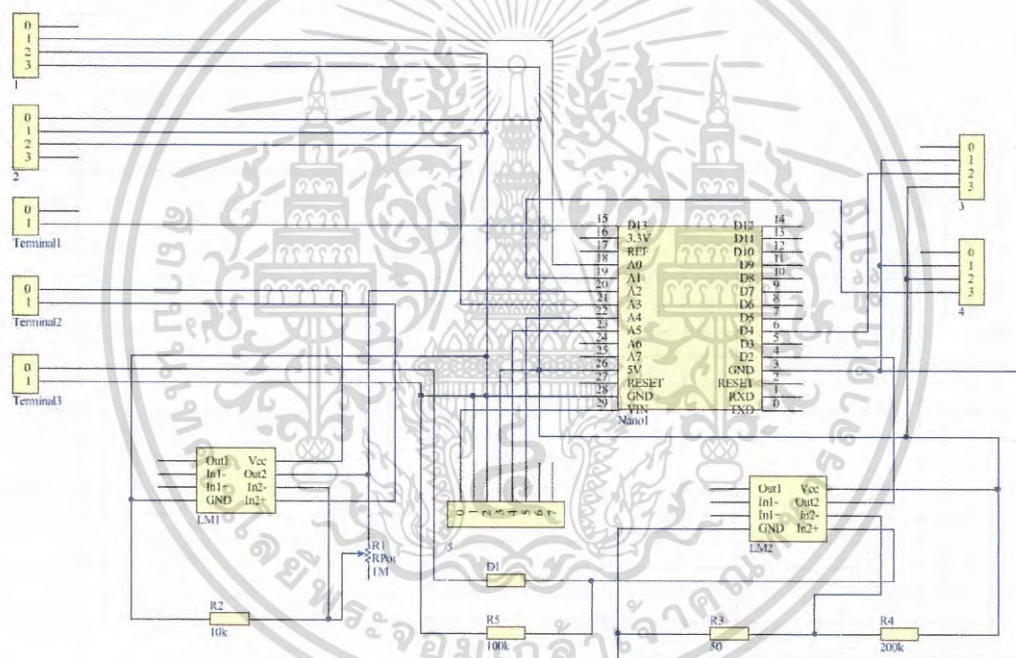 0
1
2
3
1
0
1
2
3
2
0
1
Terminal1
0
1
Terminal2
0
1
Terminal3
15 D13 D12 14
16 3.3V D11 13
17 REF D10 12
18 A0 D9 11
19 A1 D8 10
20 A2 D7 9
21 A3 D6 8
22 A4 D5 7
23 A5 D4 6
24 A6 D3 5
25 A7 D2 4
26 5V GND 3
27 RESET RESET 2
28 GND RXD 1
29 VIN TXD 0
Nano1
0
1
2
3
3
0
1
2
3
4
Out1 Vcc
In1- Out2
In1+ In2-
GND In2+
LM1
0 1 2 3 4 5 6 7
5
Out1 Vcc
In1- Out2
In1+ In2-
GND In2+
LM2
R1
RPot
1M
D1
R2
10k
R5
100k
R3
50
R4
200k